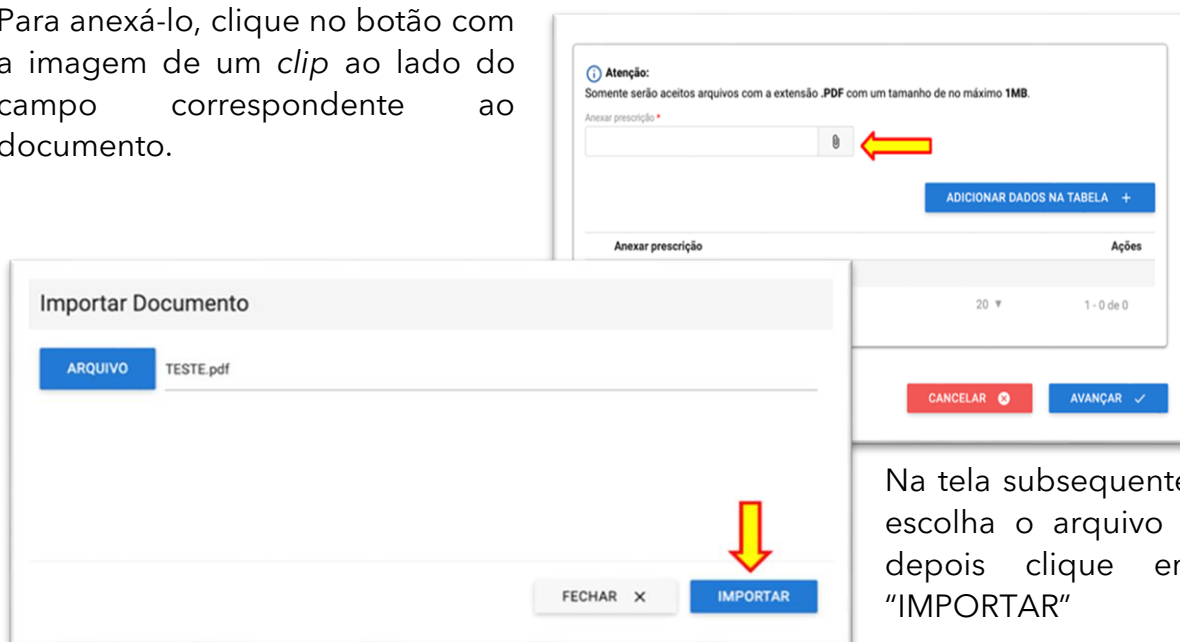 Para anexá-lo, clique no botão com
a imagem de um clip ao lado do
campo correspondente ao
documento.
Atenção:
Somente serão aceitos arquivos com a extensão .PDF com um tamanho de no máximo 1MB.
Anexar prescrição *
ADICIONAR DADOS NA TABELA +
Anexar prescrição Ações
20 ▼ 1 - 0 de 0
CANCELAR
AVANÇAR
Importar Documento
ARQUIVO TESTE.pdf
FECHAR X
IMPORTAR
Na tela subsequente
escolha o arquivo
depois clique em
“IMPORTAR”